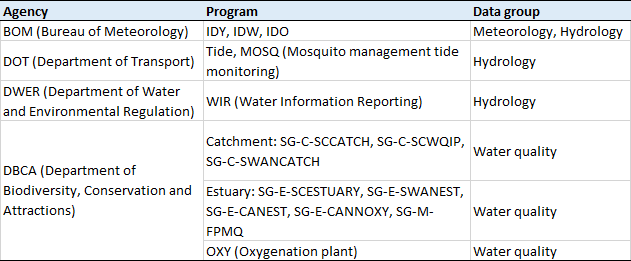 Agency Program Data group
BOM (Bureau of Meteorology) IDY, IDW, IDO Meteorology, Hydrology
DOT (Department of Transport) Tide, MOSQ (Mosquito management tide
monitoring) Hydrology
DWER (Department of Water
and Environmental Regulation) WIR (Water Information Reporting) Hydrology
DBCA (Department of
Biodiversity, Conservation and
Attractions)
Catchment: SG-C-SCCATCH, SG-C-SCWQIP,
SG-C-SWANCATCH Water quality
Estuary: SG-E-SCESTUARY, SG-E-SWANEST,
SG-E-CANEST, SG-E-CANNOXY, SG-M-
FPMQ Water quality
OXY (Oxygenation plant) Water quality